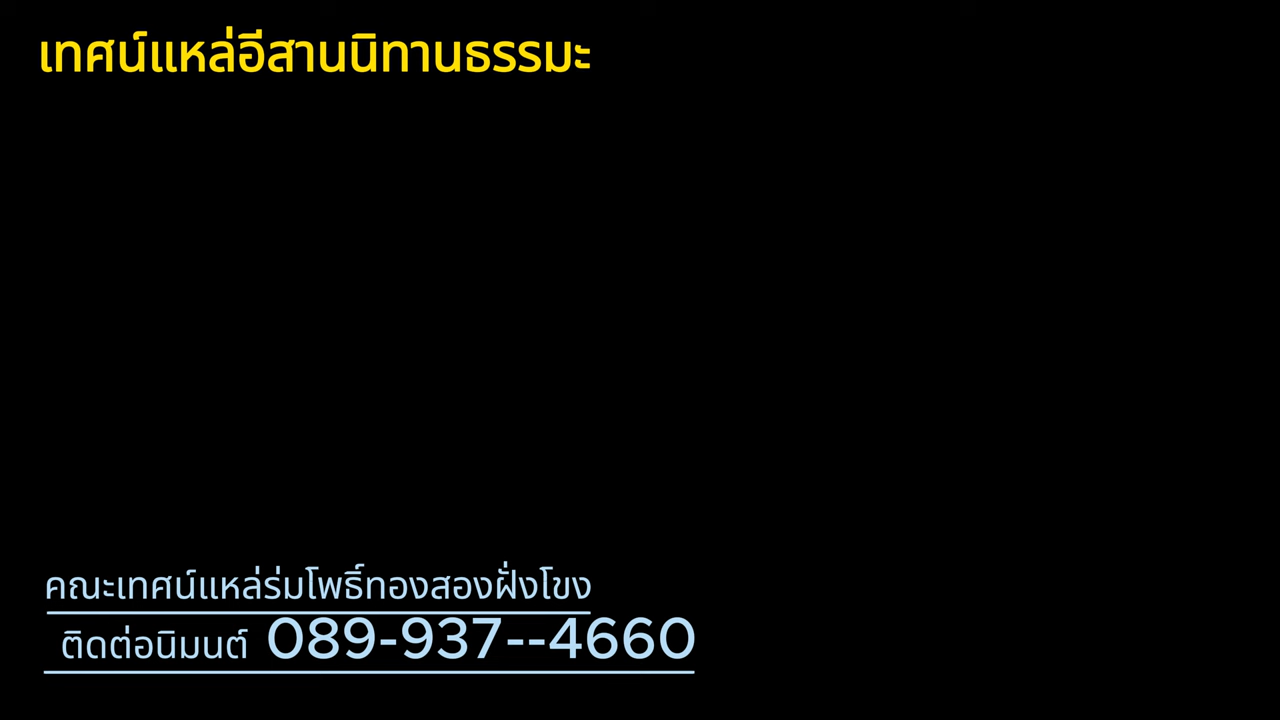 เทศน์แหล่อีสานนิทานธรรมะ
คณะเทศน์แหล่ร่มโพธิ์ทองสองฝั่งโขง
ติดต่อนิมนต์ 089-937--4660